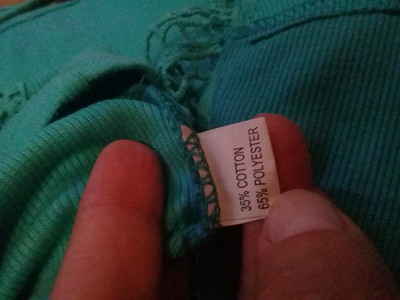 35% COTTON
65% POLYESTER